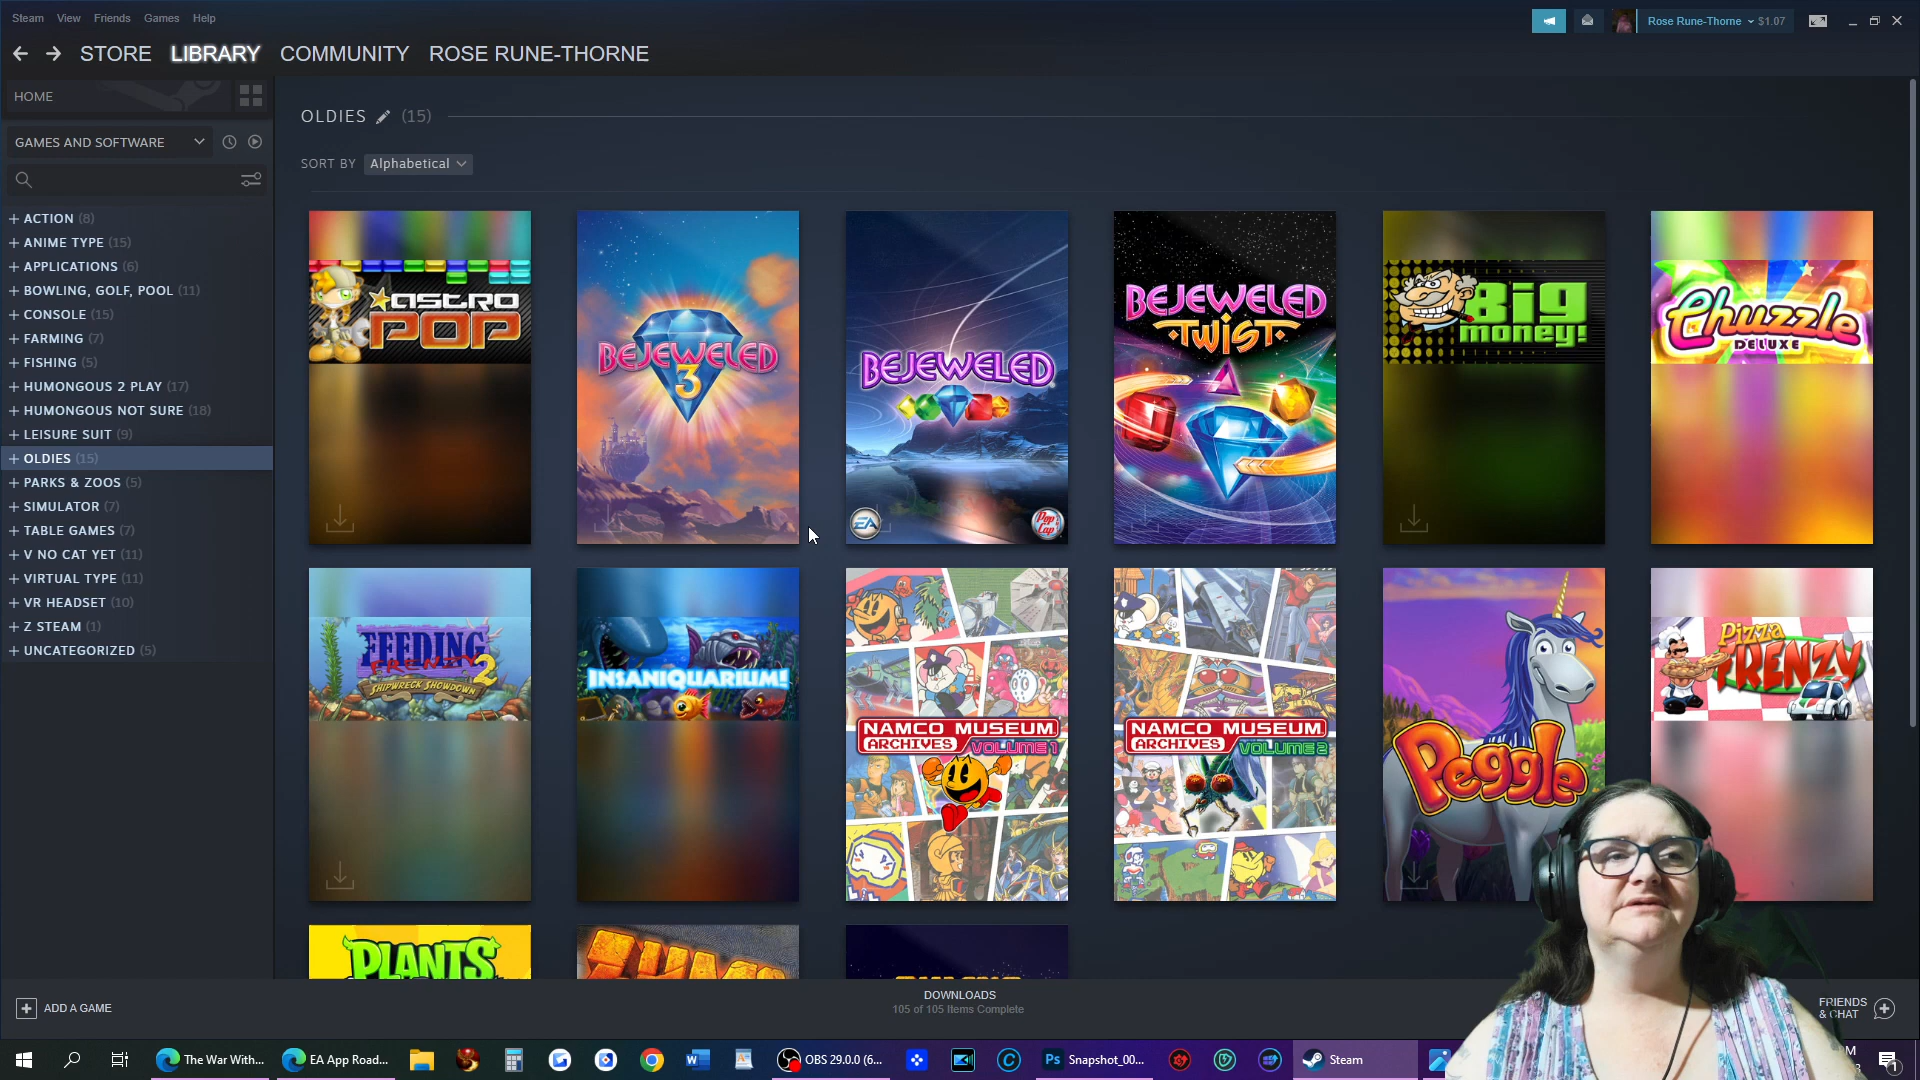 Steam View Friends Games Help
Rose Rune-Thorne $1.07
STORE LIBRARY COMMUNITY ROSE RUNE-THORNE
HOME
GAMES AND SOFTWARE
OLDIES (15)
SORT BY Alphabetical
+ ACTION (8)
+ ANIME TYPE (15)
+ APPLICATIONS (6)
+ BOWLING, GOLF, POOL (11)
+ CONSOLE (15)
+ FARMING (7)
+ FISHING (5)
+ HUMONGOUS 2 PLAY (17)
+ HUMONGOUS NOT SURE (18)
+ LEISURE SUIT (9)
+ OLDIES (15)
+ PARKS & ZOOS (5)
+ SIMULATOR (7)
+ TABLE GAMES (7)
+ V NO CAT YET (11)
+ VIRTUAL TYPE (11)
+ VR HEADSET (10)
+ Z STEAM (1)
+ UNCATEGORIZED (5)
ASTRO
POP
BEJEWELED
3
BEJEWELED
EA
Pop Cap
BEJEWELED
TWIST
Big
money!
Chuzzle
DELUXE
FEEDING
FRENZY 2
SHIPWRECK SHOWDOWN
INSANIQUARIUM!
NAMCO MUSEUM
ARCHIVES VOLUME 1
NAMCO MUSEUM
ARCHIVES VOLUME 2
Peggle
Pizza
FRENZY
PLANTS
ADD A GAME
DOWNLOADS
105 of 105 Items Complete
FRIENDS
& CHAT
The War With...
EA App Road...
OBS 29.0.0 (6...
Ps Snapshot_00...
Steam